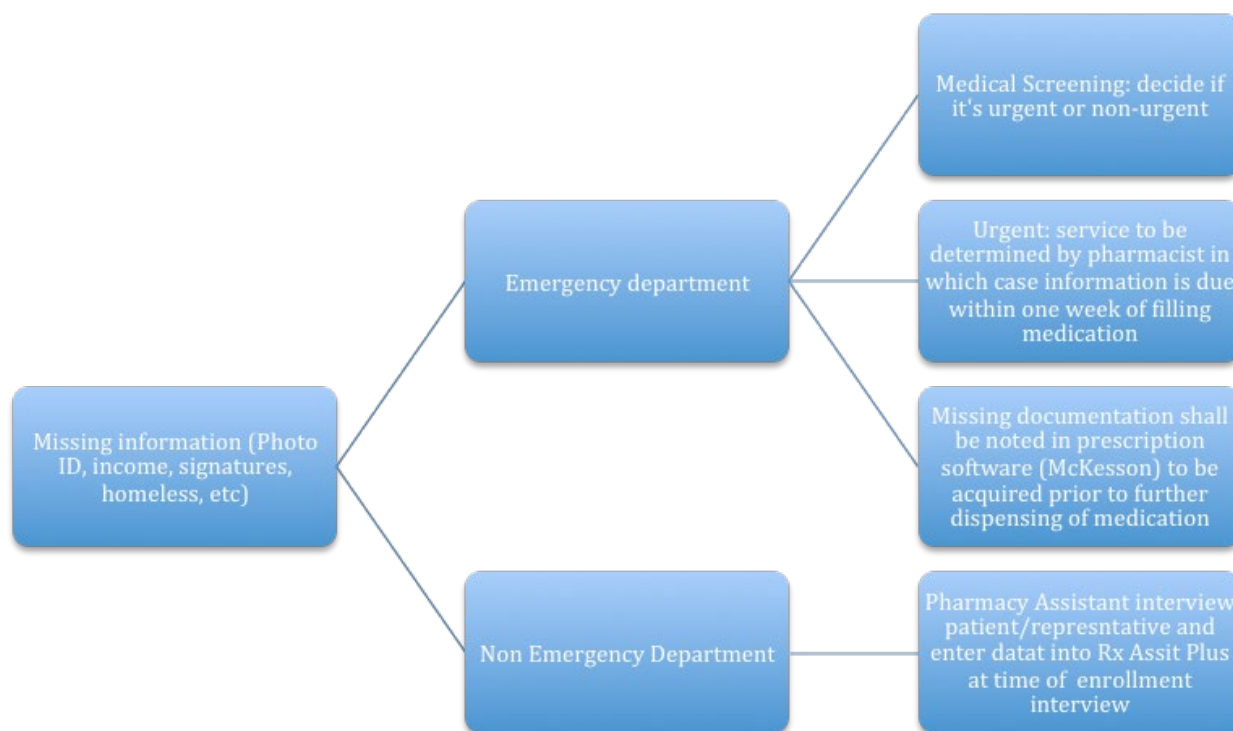 Missing information (Photo
ID, income, signatures,
homeless, etc)
Emergency department
Medical Screening: decide if
it's urgent or non-urgent
Urgent: service to be
determined by pharmacist in
which case information is due
within one week of filling
medication
Missing documentation shall
be noted in prescription
software (McKesson) to be
acquired prior to further
dispensing of medication
Non Emergency Department
Pharmacy Assistant interview
patient/represntative and
enter datat into Rx Assit Plus
at time of enrollment
interview